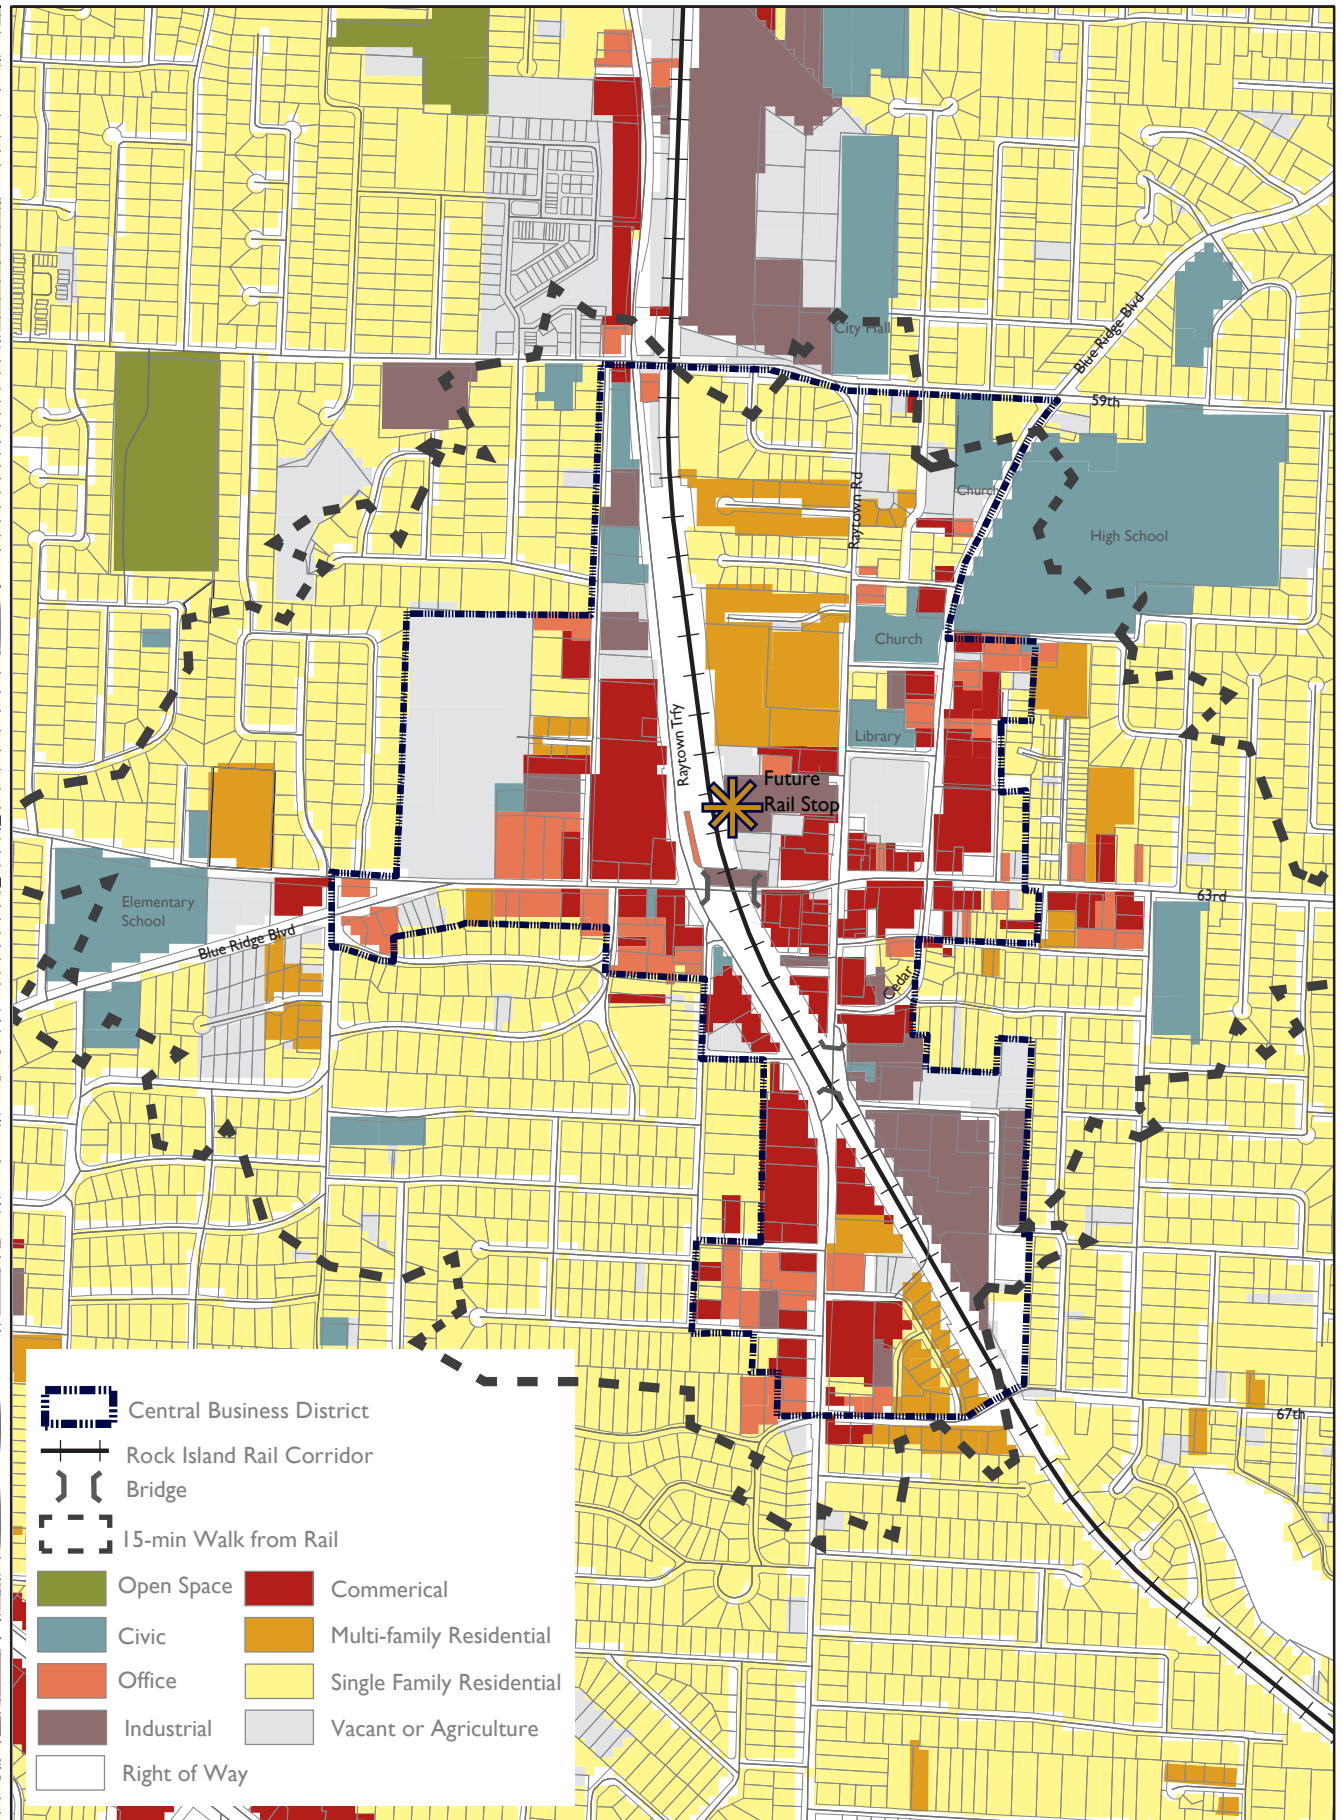 City Hall
Blue Ridge Blvd
59th
Church
Raytown Rd
High School
Church
Library
Raytown Trfy
Future
Rail Stop
63rd
Elementary
School
Blue Ridge Blvd
Cedar
67th
Central Business District
Rock Island Rail Corridor
Bridge
15-min Walk from Rail
Open Space
Commerical
Civic
Multi-family Residential
Office
Single Family Residential
Industrial
Vacant or Agriculture
Right of Way